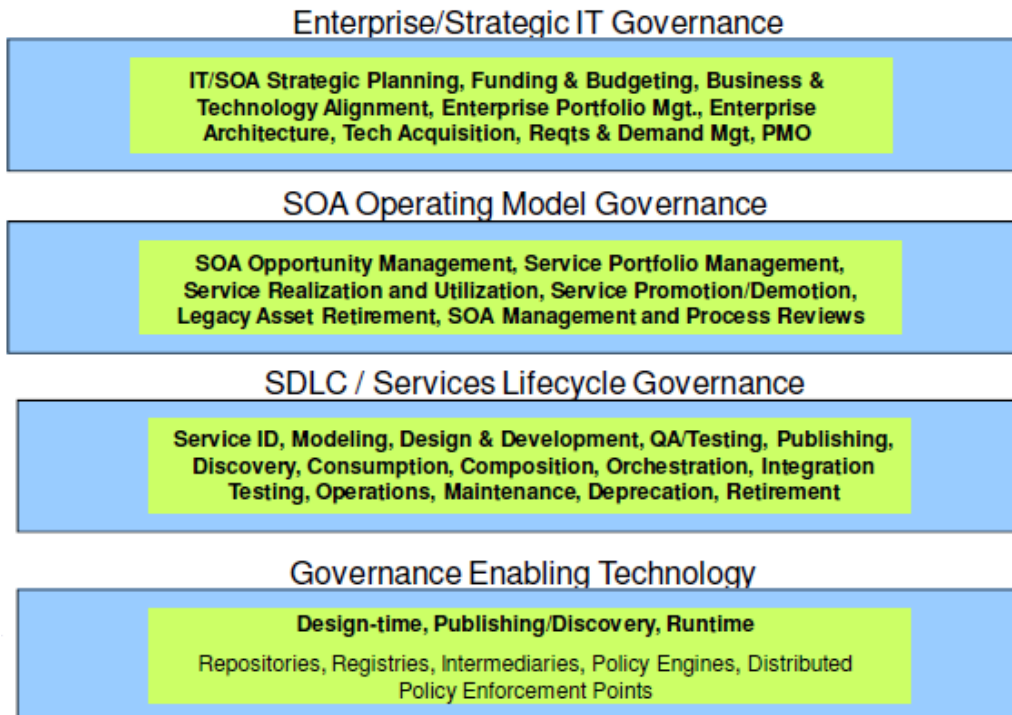 Enterprise/Strategic IT Governance
IT/SOA Strategic Planning, Funding & Budgeting, Business &
Technology Alignment, Enterprise Portfolio Mgt., Enterprise
Architecture, Tech Acquisition, Reqts & Demand Mgt, PMO
SOA Operating Model Governance
SOA Opportunity Management, Service Portfolio Management,
Service Realization and Utilization, Service Promotion/Demotion,
Legacy Asset Retirement, SOA Management and Process Reviews
SDLC / Services Lifecycle Governance
Service ID, Modeling, Design & Development, QA/Testing, Publishing,
Discovery, Consumption, Composition, Orchestration, Integration
Testing, Operations, Maintenance, Deprecation, Retirement
Governance Enabling Technology
Design-time, Publishing/Discovery, Runtime
Repositories, Registries, Intermediaries, Policy Engines, Distributed
Policy Enforcement Points